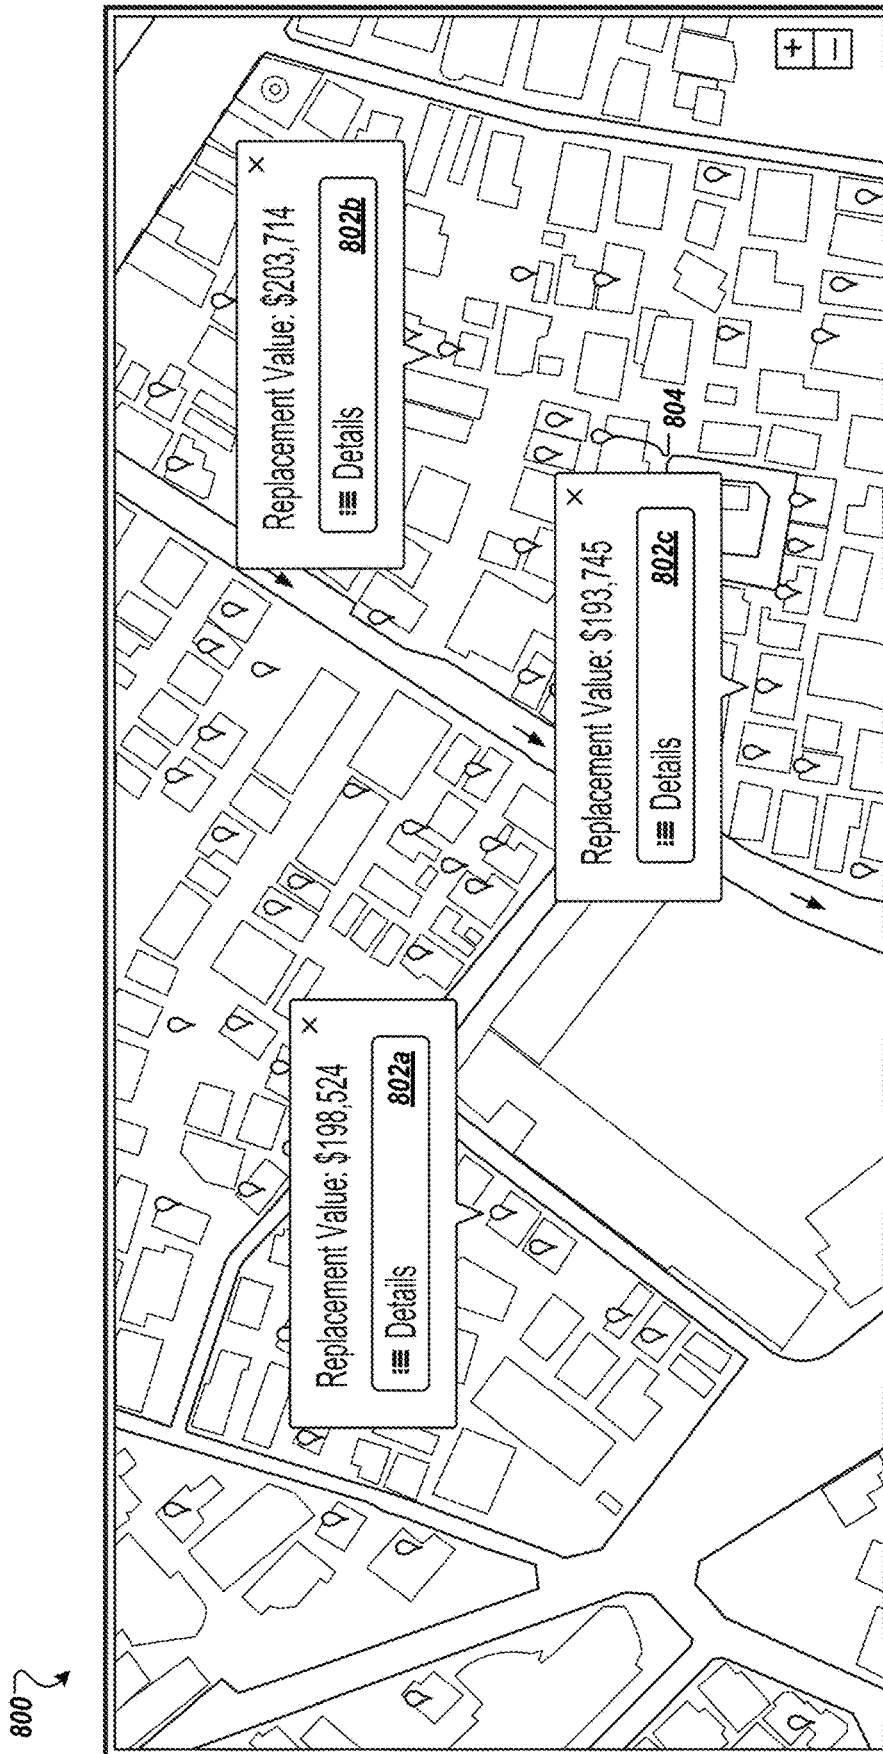 800
Replacement Value: $198,524
Details
802a
×
Replacement Value: $203,714
Details
802b
×
Replacement Value: $193,745
Details
802c
×
804
+
−